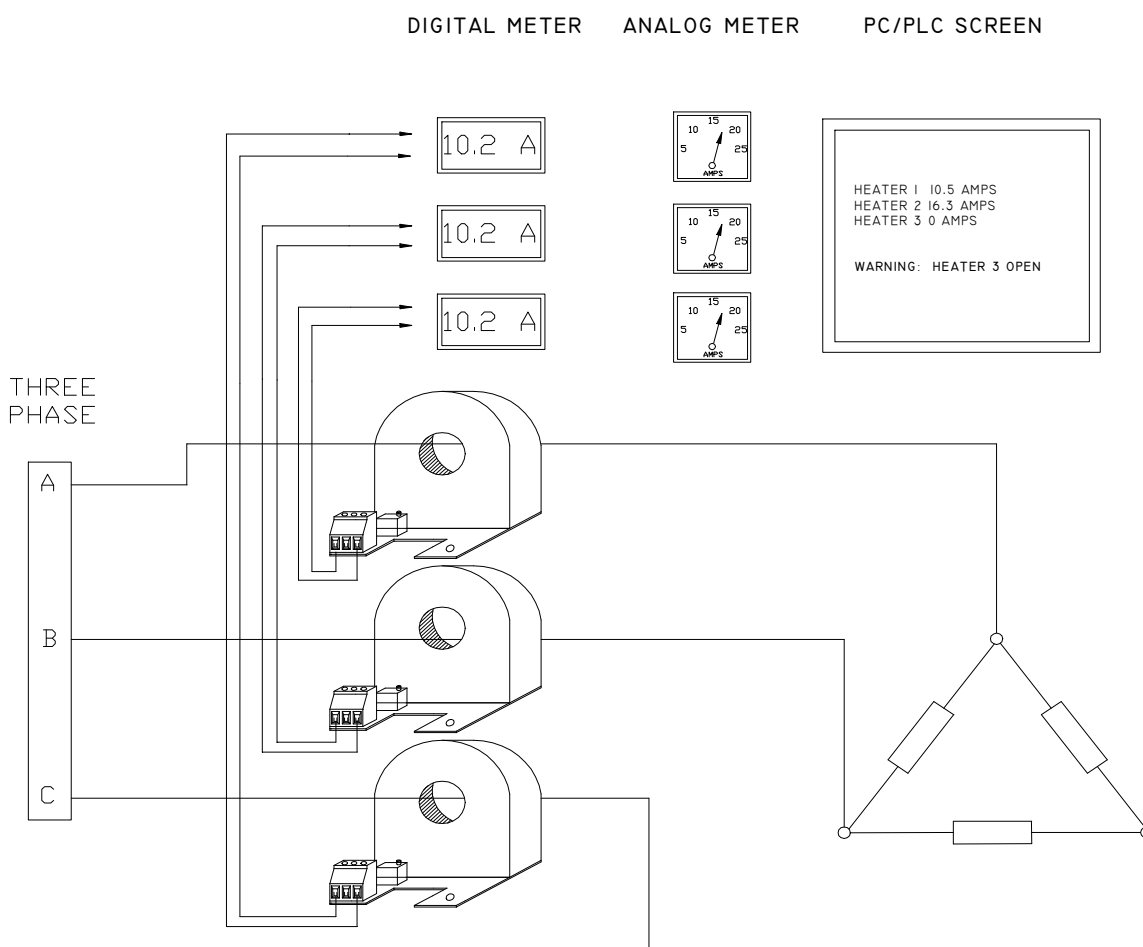 DIGITAL METER
ANALOG METER
PC/PLC SCREEN
10.2 A
10 15 20
5 25
AMPS
10.2 A
10 15 20
5 25
AMPS
10.2 A
10 15 20
5 25
AMPS
HEATER 1 10.5 AMPS
HEATER 2 16.3 AMPS
HEATER 3 0 AMPS
WARNING: HEATER 3 OPEN
THREE
PHASE
A
B
C